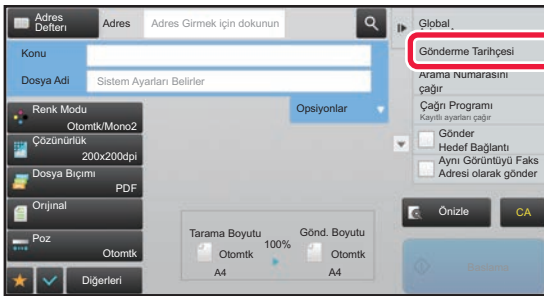 Adres
Defteri
Adres
Adres Girmek için dokunun
Konu
Dosya Adi
Sistem Ayarları Belirler
Renk Modu
Otomtk/Mono2
Çözünürlük
200x200dpi
Dosya Bıçımı
PDF
Orıjınal
Poz
Otomtk
Diğerleri
Opsiyonlar
Tarama Boyutu
Otomtk
A4
100%
Gönd. Boyutu
Otomtk
A4
Global
Gönderme Tarihçesi
Arama Numarasını
çağır
Çağrı Programı
Kayıtlı ayarları çağır
Gönder
Hedef Bağlantı
Aynı Görüntüyü Faks
Adresi olarak gönder
Önizle
CA